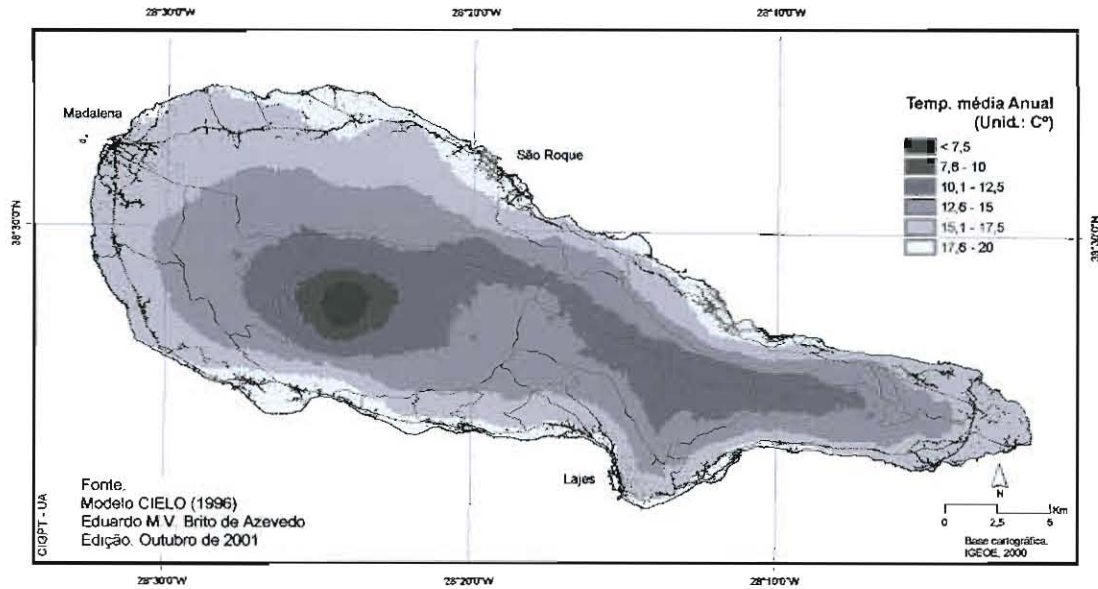 28°30'0"W
28°20'0"W
28°10'0"W
Madalena
São Roque
Temp. média Anual
(Unid.: Cº)
< 7,5
7,6 - 10
10,1 - 12,5
12,6 - 15
15,1 - 17,5
17,6 - 20
38°30'0"N
38°30'0"N
Lajes
Fonte.
Modelo CIELO (1996)
Eduardo M.V. Brito de Azevedo
Edição. Outubro de 2001
CIGPT - UA
N
0 2,5 5 Km
Base cartográfica.
IGEOE, 2000
28°30'0"W
28°20'0"W
28°10'0"W